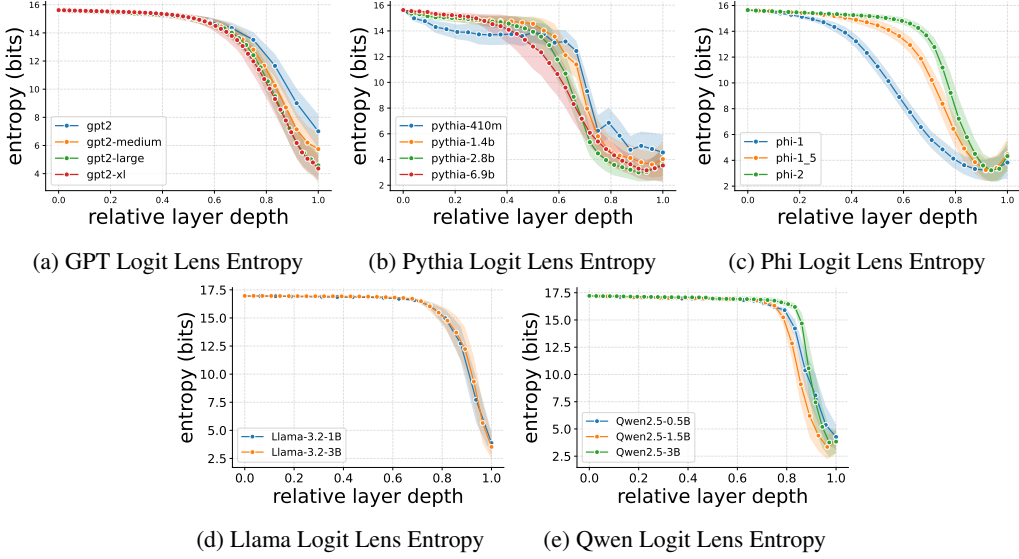 16
14
12
10
8
6
4
entropy (bits)
gpt2
gpt2-medium
gpt2-large
gpt2-xl
0.0 0.2 0.4 0.6 0.8 1.0
relative layer depth
(a) GPT Logit Lens Entropy
16
14
12
10
8
6
4
2
entropy (bits)
pythia-410m
pythia-1.4b
pythia-2.8b
pythia-6.9b
0.0 0.2 0.4 0.6 0.8 1.0
relative layer depth
(b) Pythia Logit Lens Entropy
16
14
12
10
8
6
4
2
entropy (bits)
phi-1
phi-1_5
phi-2
0.0 0.2 0.4 0.6 0.8 1.0
relative layer depth
(c) Phi Logit Lens Entropy
17.5
15.0
12.5
10.0
7.5
5.0
2.5
entropy (bits)
Llama-3.2-1B
Llama-3.2-3B
0.0 0.2 0.4 0.6 0.8 1.0
relative layer depth
(d) Llama Logit Lens Entropy
17.5
15.0
12.5
10.0
7.5
5.0
2.5
entropy (bits)
Qwen2.5-0.5B
Qwen2.5-1.5B
Qwen2.5-3B
0.0 0.2 0.4 0.6 0.8 1.0
relative layer depth
(e) Qwen Logit Lens Entropy